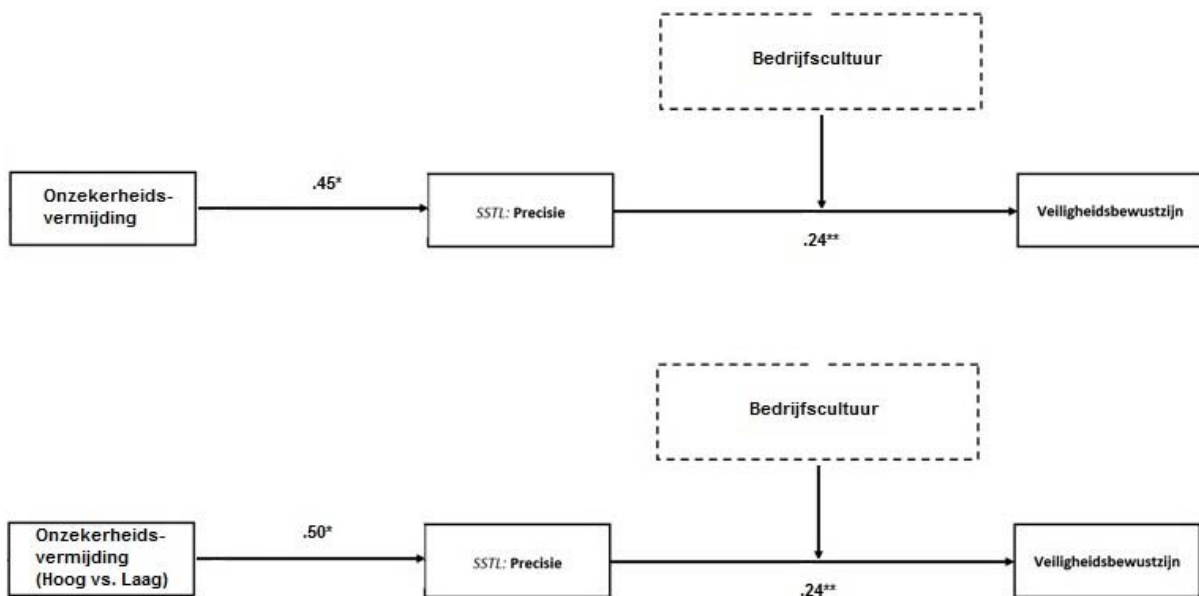 Bedrijfscultuur
Onzekerheids-
vermijding
.45*
SSTL: Precisie
.24**
Veiligheidsbewustzijn
Bedrijfscultuur
Onzekerheids-
vermijding
(Hoog vs. Laag)
.50*
SSTL: Precisie
.24**
Veiligheidsbewustzijn